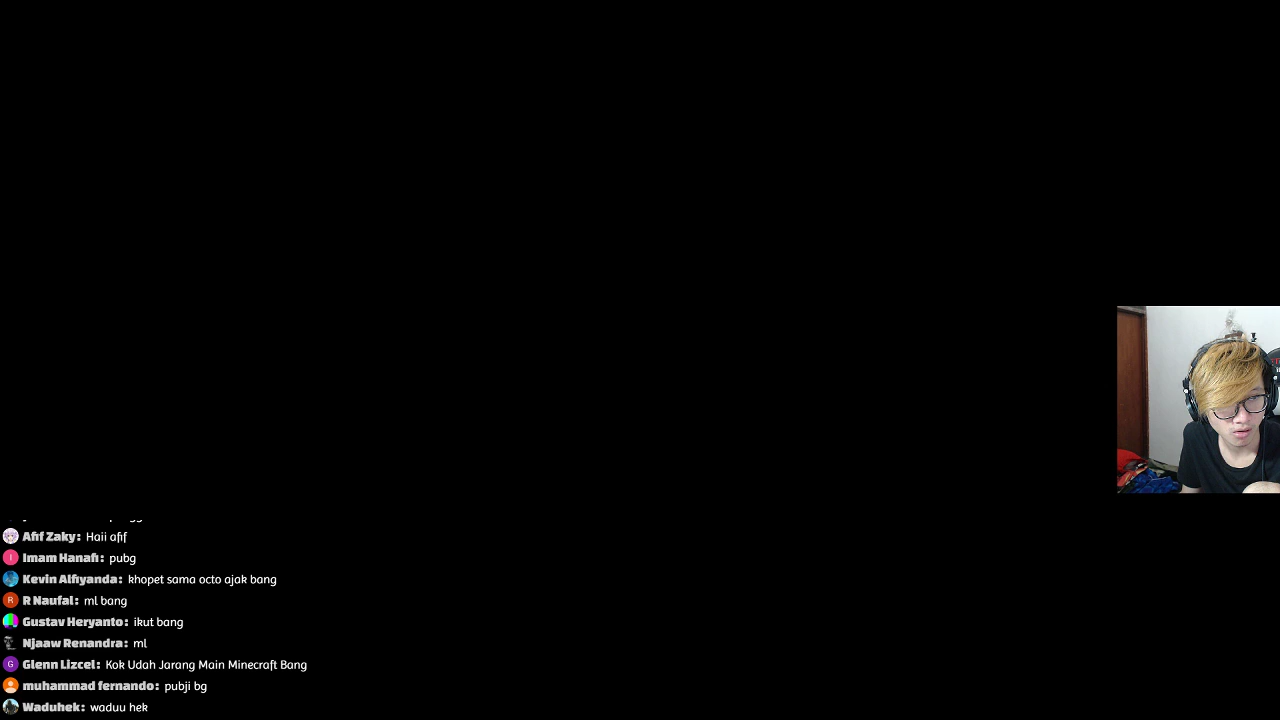 Afif Zaky: Haii afif
I Imam Hanafi: pubg
Kevin Alfiyanda: khopet sama octo ajak bang
R R Naufal: ml bang
Gustav Heryanto: ikut bang
Njaaw Renandra: ml
G Glenn Lizcel: Kok Udah Jarang Main Minecraft Bang
muhammad fernando: pubji bg
Waduhek: waduu hek